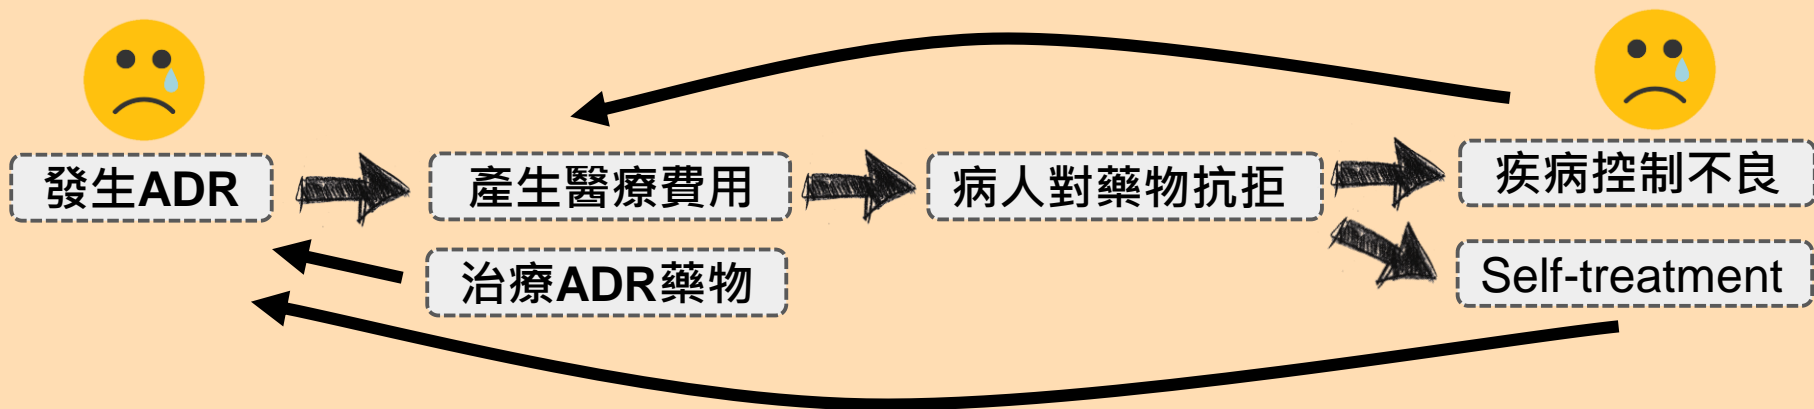 發生ADR
產生醫療費用
病人對藥物抗拒
疾病控制不良
治療ADR藥物
Self-treatment